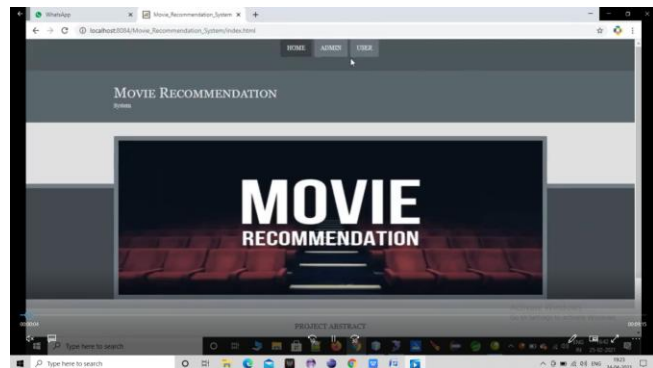 WhatsApp
Movie_Recommendation_System
localhost:8084/Movie_Recommendation_System/index.html
HOME ADMIN USER
MOVIE RECOMMENDATION
System
MOVIE
RECOMMENDATION
PROJECT ABSTRACT
Type here to search
Type here to search
ENG